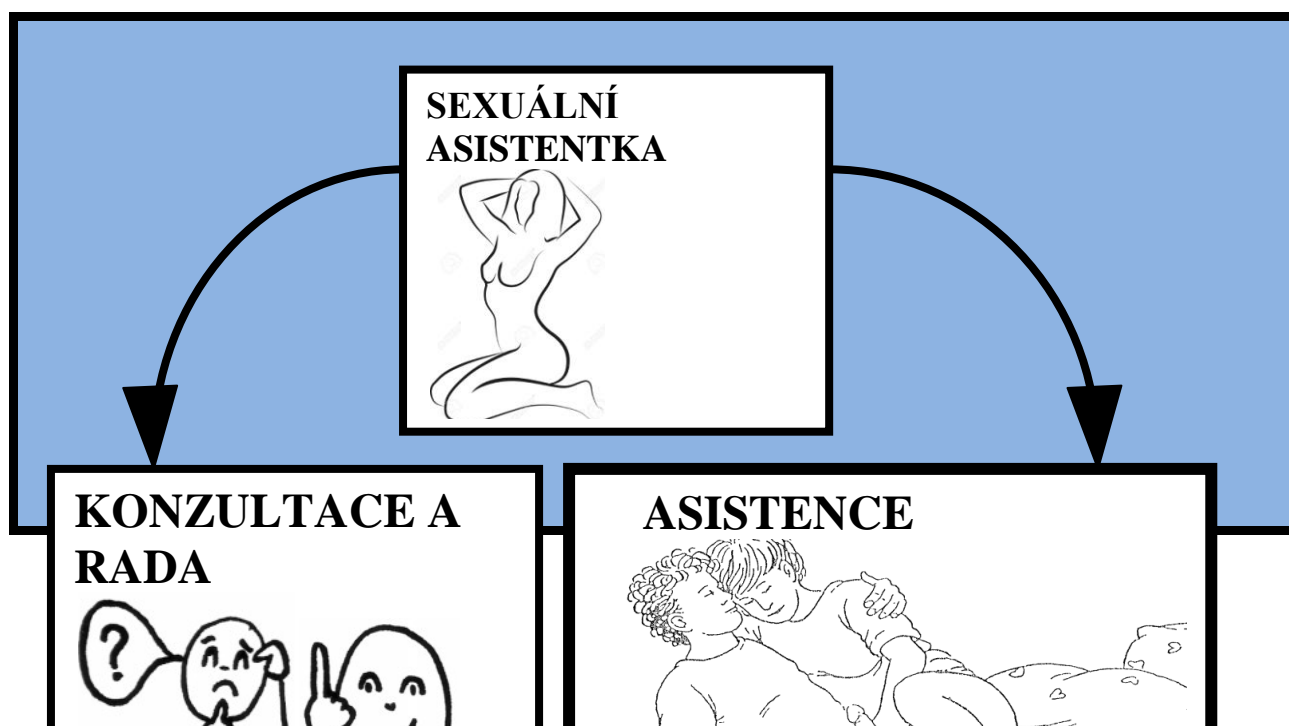 SEXUÁLNÍ
ASISTENTKA
KONZULTACE A
RADA
ASISTENCE
?